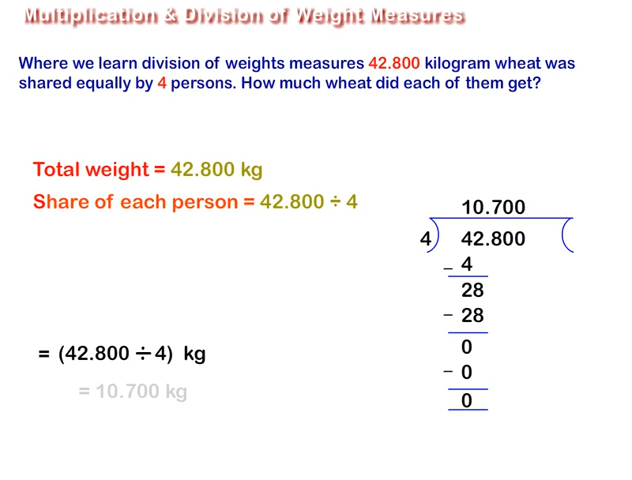 Multiplication & Division of Weight Measures
Where we learn division of weights measures 42.800 kilogram wheat was
shared equally by 4 persons. How much wheat did each of them get?
Total weight = 42.800 kg
Share of each person = 42.800 ÷ 4
10.700
4 ) 42.800 (
– 4
28
– 28
0
– 0
0
= (42.800 ÷ 4) kg
= 10.700 kg